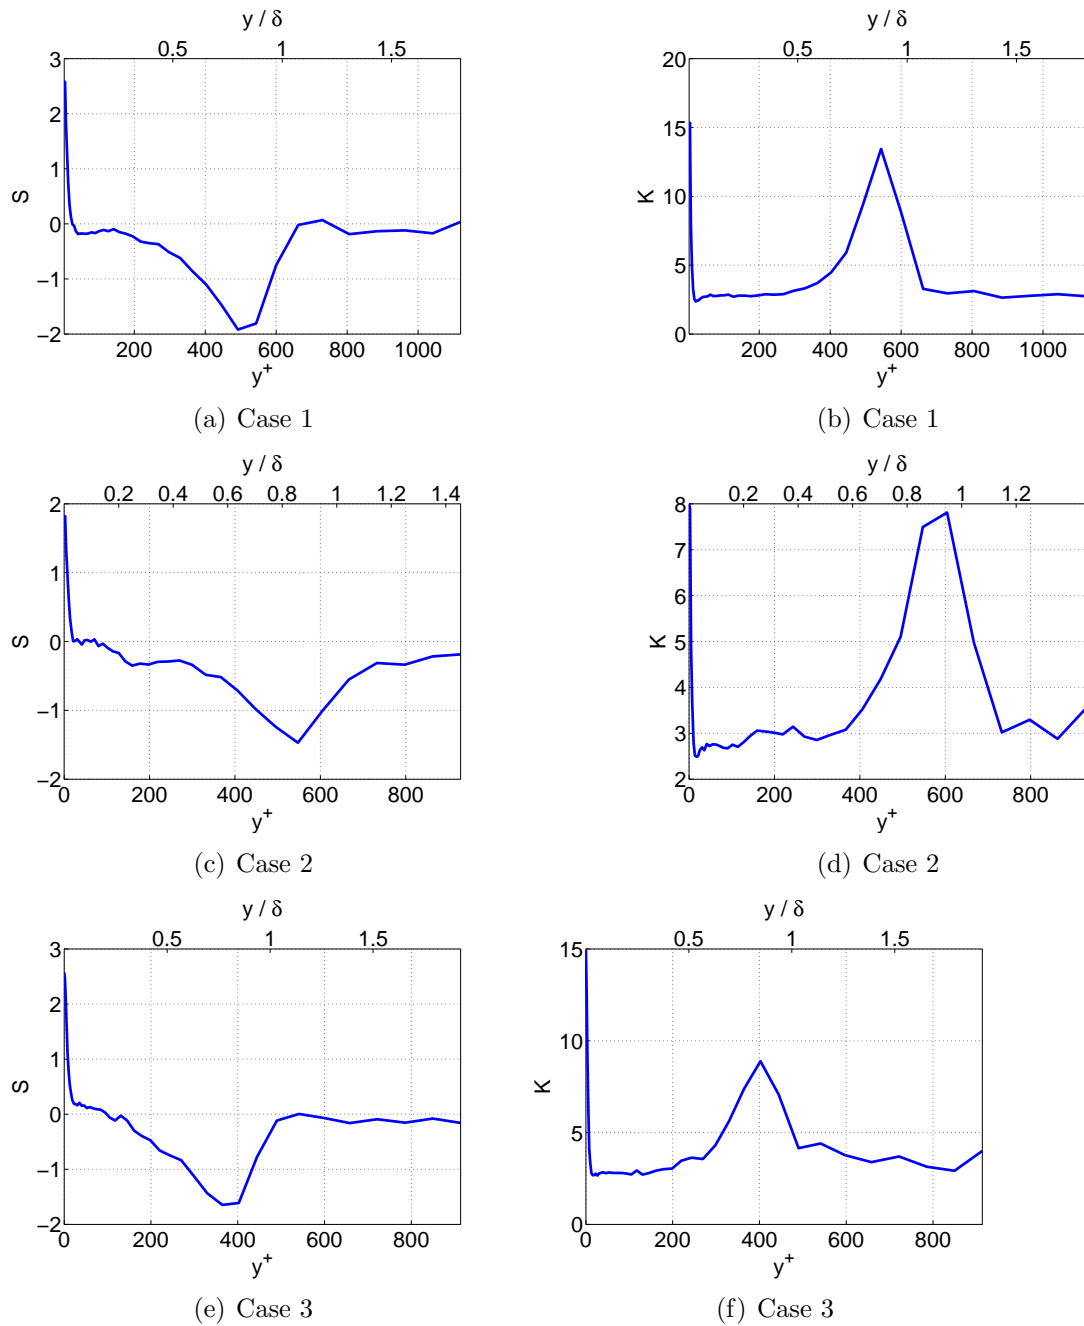 y / δ
0.5 1 1.5
3
2
1
0
−1
−2
S
200 400 600 800 1000
y+
(a) Case 1
y / δ
0.5 1 1.5
20
15
10
5
0
K
200 400 600 800 1000
y+
(b) Case 1
y / δ
0.2 0.4 0.6 0.8 1 1.2 1.4
2
1
0
−1
−2
S
0 200 400 600 800
y+
(c) Case 2
y / δ
0.2 0.4 0.6 0.8 1 1.2
8
7
6
5
4
3
2
K
0 200 400 600 800
y+
(d) Case 2
y / δ
0.5 1 1.5
3
2
1
0
−1
−2
S
0 200 400 600 800
y+
(e) Case 3
y / δ
0.5 1 1.5
15
10
5
0
K
0 200 400 600 800
y+
(f) Case 3